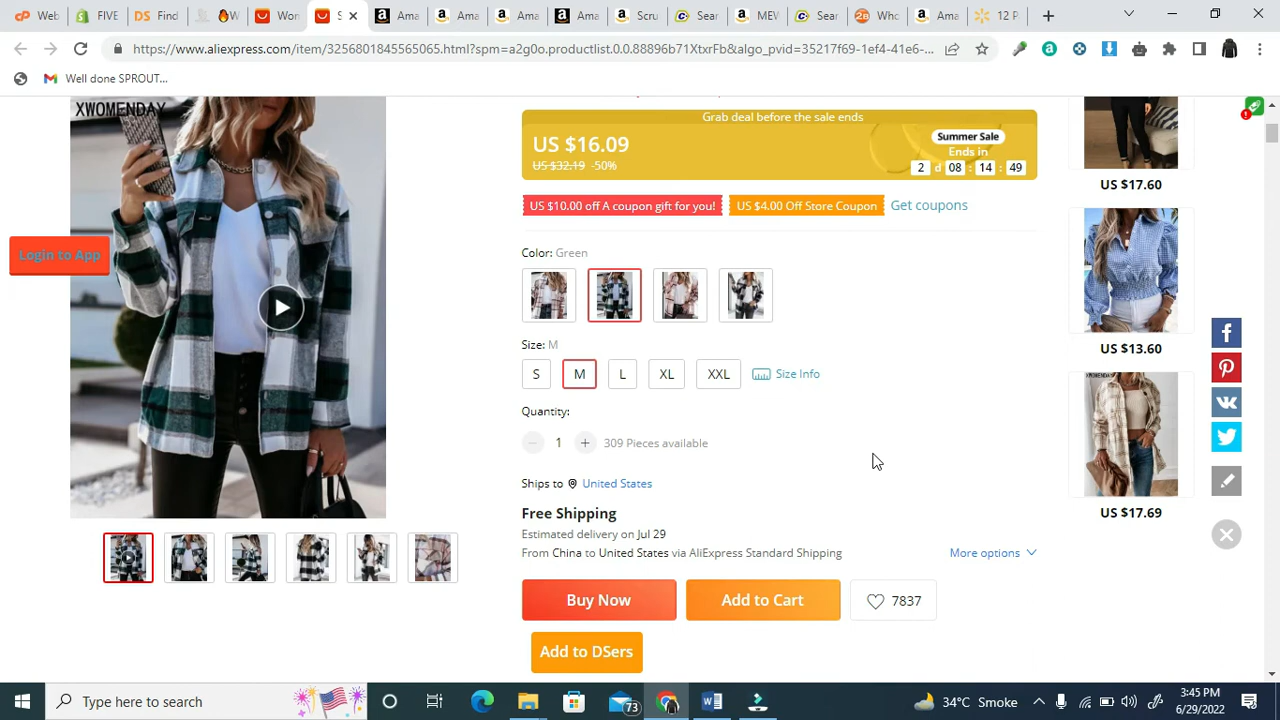 Web
FIVE
Find
W
Won
S
Ama
Ama
Ama
Ama
Scru
Sear
MEW
Sear
Who
Ama
12 P
https://www.aliexpress.com/item/3256801845565065.html?spm=a2g0o.productlist.0.0.88896b71XtxrFb&algo_pvid=35217f69-1ef4-41e6-...
Well done SPROUT...
XWOMENDAY
Grab deal before the sale ends
US $16.09
US $32.19 -50%
Summer Sale
Ends in
2 d 08 : 14 : 49
US $10.00 off A coupon gift for you!
US $4.00 Off Store Coupon
Get coupons
Login to App
Color: Green
Size: M
S
M
L
XL
XXL
Size Info
Quantity:
1
309 Pieces available
Ships to United States
Free Shipping
Estimated delivery on Jul 29
From China to United States via AliExpress Standard Shipping
More options
Buy Now
Add to Cart
7837
Add to DSers
US $17.60
US $13.60
US $17.69
Type here to search
73
34°C Smoke
3:45 PM
6/29/2022